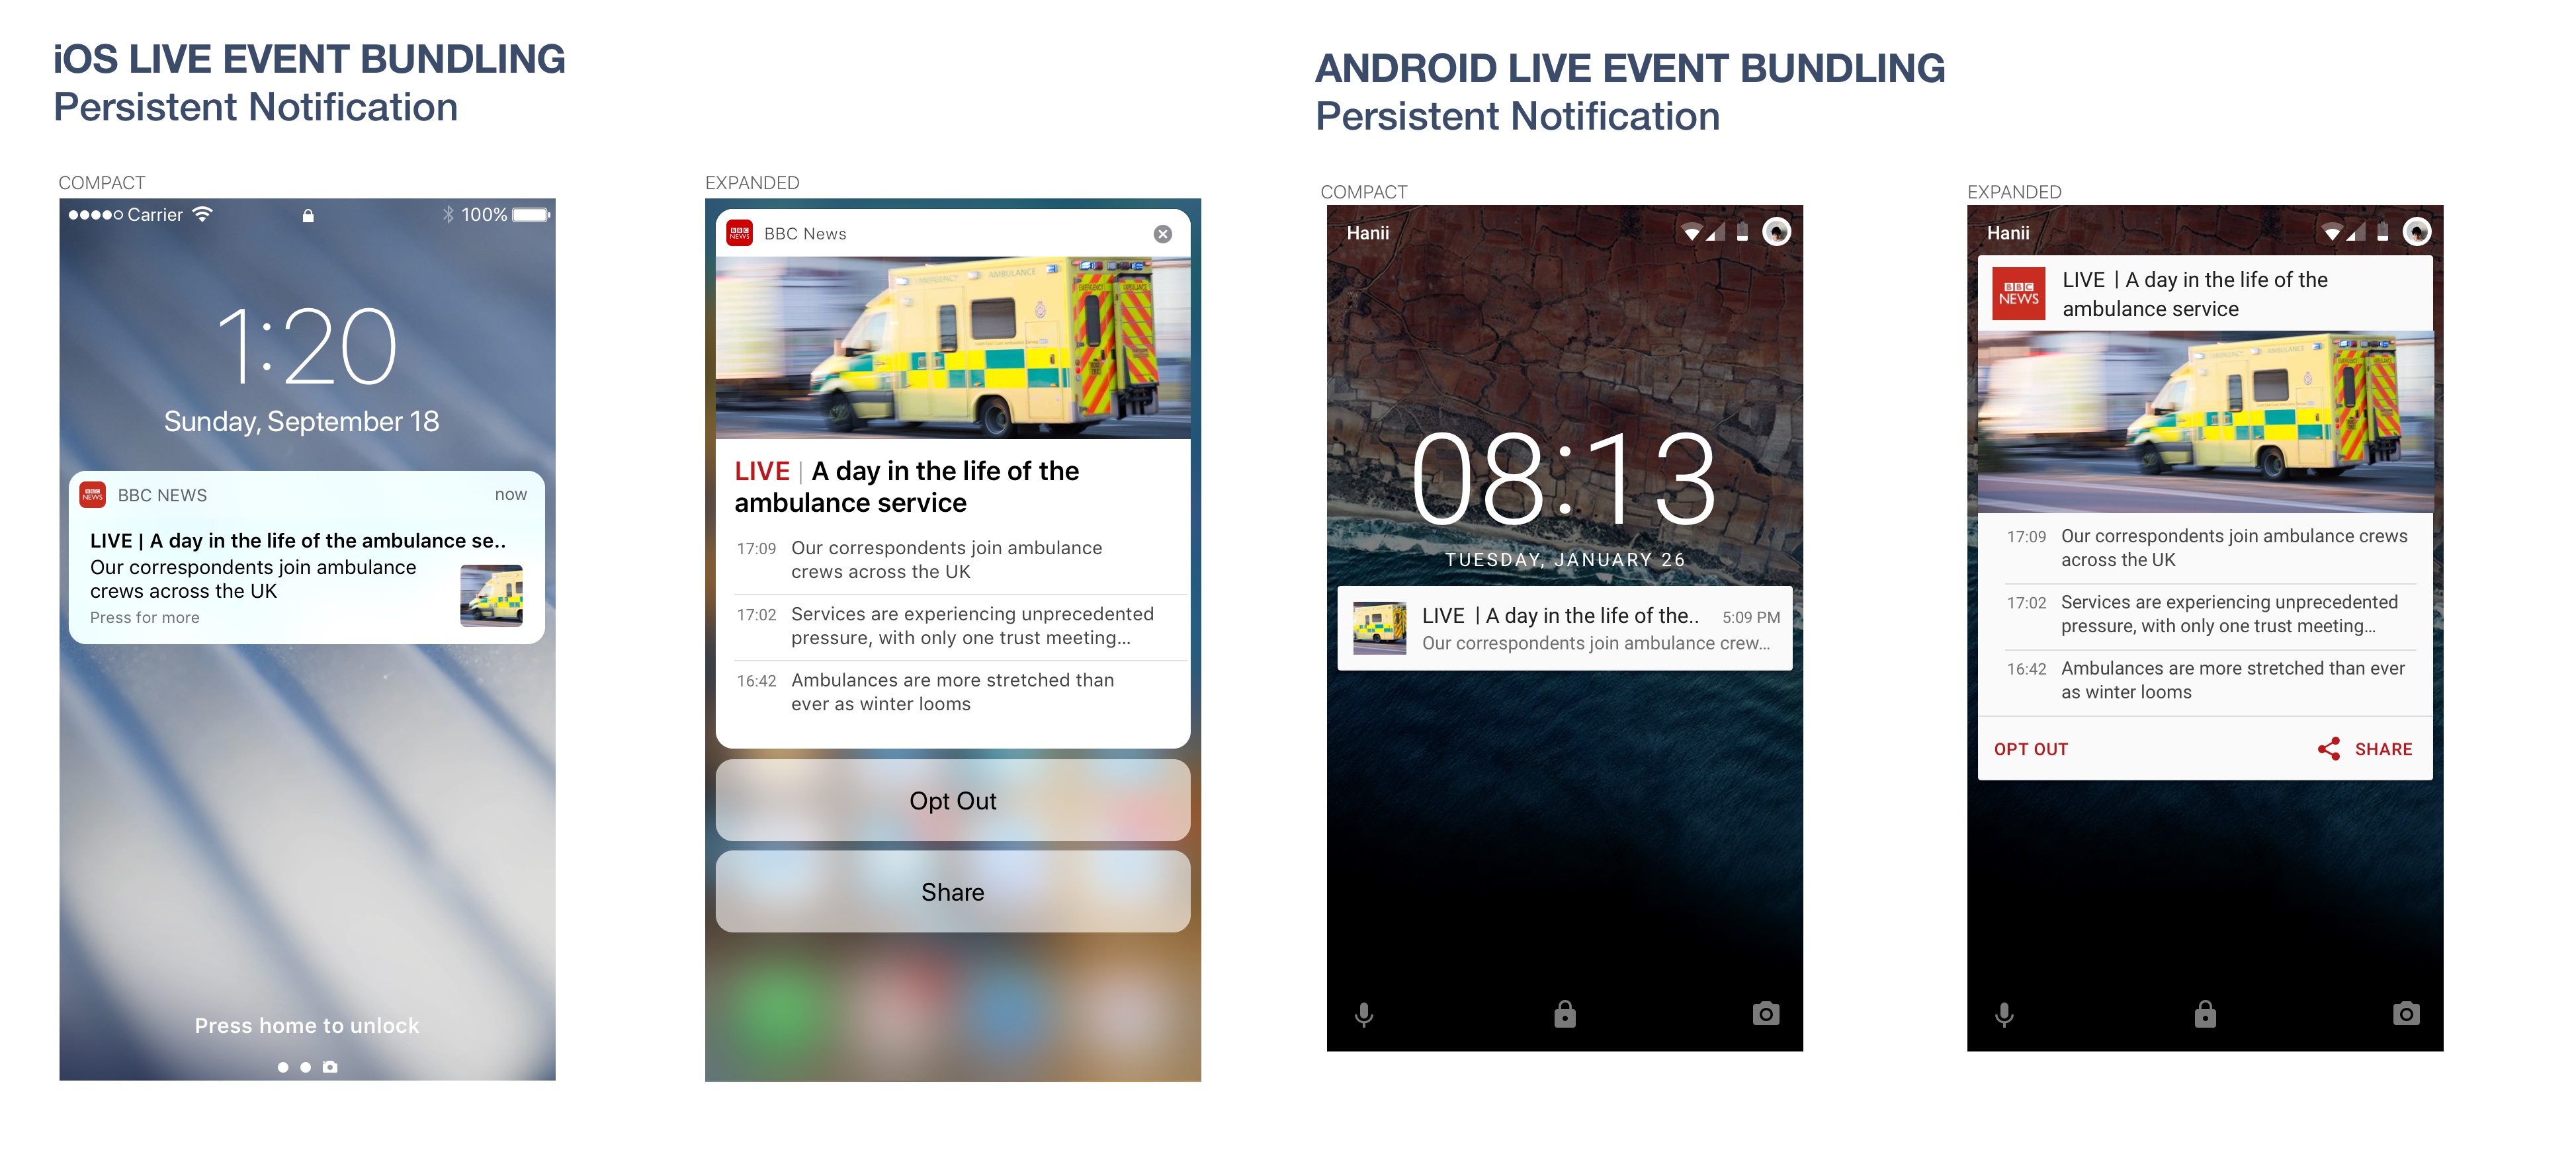 iOS LIVE EVENT BUNDLING
Persistent Notification
COMPACT
Carrier 100%
1:20
Sunday, September 18
BBC NEWS now
LIVE | A day in the life of the ambulance se..
Our correspondents join ambulance
crews across the UK
Press for more
Press home to unlock
EXPANDED
BBC NEWS BBC News
EMERGENCY AMBULANCE
LIVE | A day in the life of the
ambulance service
17:09 Our correspondents join ambulance
crews across the UK
17:02 Services are experiencing unprecedented
pressure, with only one trust meeting...
16:42 Ambulances are more stretched than
ever as winter looms
Opt Out
Share
ANDROID LIVE EVENT BUNDLING
Persistent Notification
COMPACT
Hanii
08:13
TUESDAY, JANUARY 26
LIVE | A day in the life of the.. 5:09 PM
Our correspondents join ambulance crew...
EXPANDED
Hanii
BBC
NEWS
LIVE | A day in the life of the
ambulance service
EMERGENCY AMBULANCE
17:09 Our correspondents join ambulance crews
across the UK
17:02 Services are experiencing unprecedented
pressure, with only one trust meeting...
16:42 Ambulances are more stretched than ever
as winter looms
OPT OUT SHARE